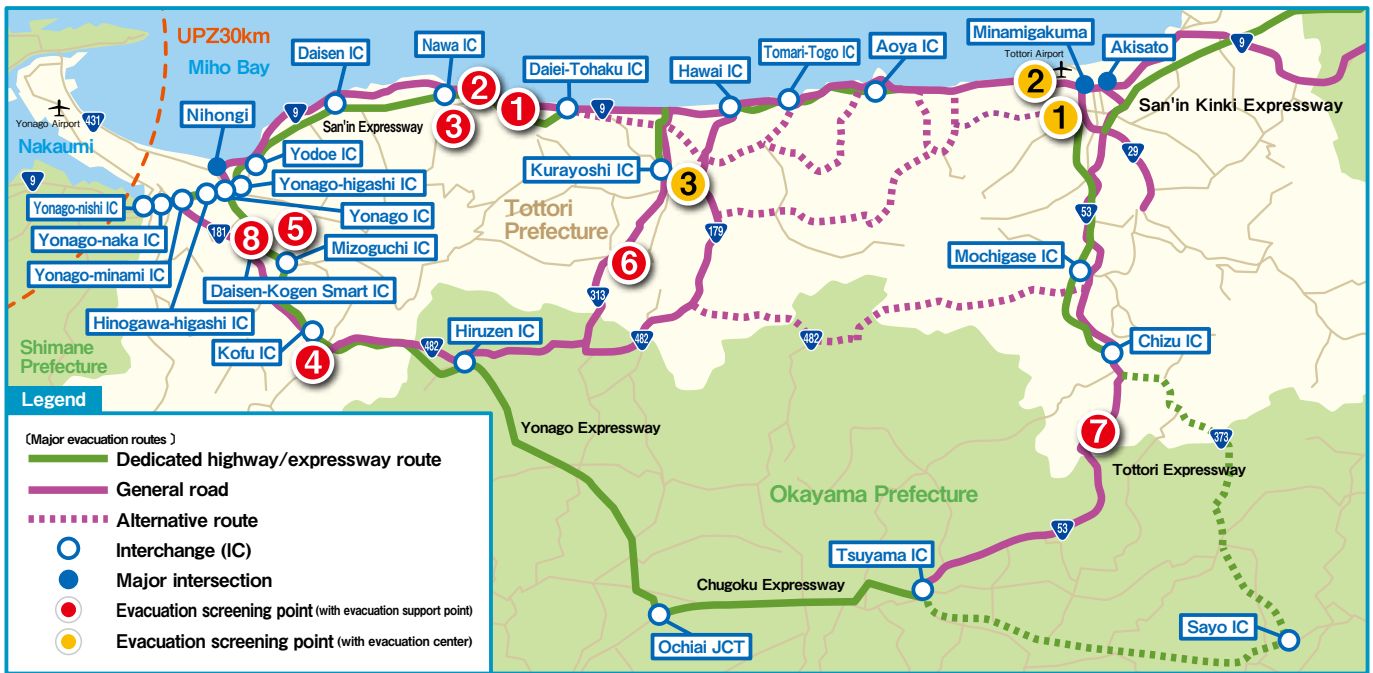 UPZ30km
Miho Bay
Daisen IC
Nawa IC
Daiei-Tohaku IC
Hawai IC
Tomari-Togo IC
Aoya IC
Minamigakuma
Tottori Airport
Akisato
9
San'in Kinki Expressway
Yonago Airport
431
Nakaumi
Nihongi
9
San'in Expressway
2
1
3
9
2
1
29
9
Yodoe IC
Yonago-higashi IC
Yonago IC
Yonago-nishi IC
Yonago-naka IC
Yonago-minami IC
Hinogawa-higashi IC
181
8
5
Mizoguchi IC
Daisen-Kogen Smart IC
Kurayoshi IC
3
Tottori
Prefecture
179
53
6
313
Mochigase IC
Shimane
Prefecture
Kofu IC
4
482
Hiruzen IC
482
482
Chizu IC
7
373
Tottori Expressway
Yonago Expressway
Okayama Prefecture
53
Tsuyama IC
Chugoku Expressway
Ochiai JCT
Sayo IC
Legend
〔Major evacuation routes 〕
Dedicated highway/expressway route
General road
Alternative route
Interchange (IC)
Major intersection
Evacuation screening point (with evacuation support point)
Evacuation screening point (with evacuation center)